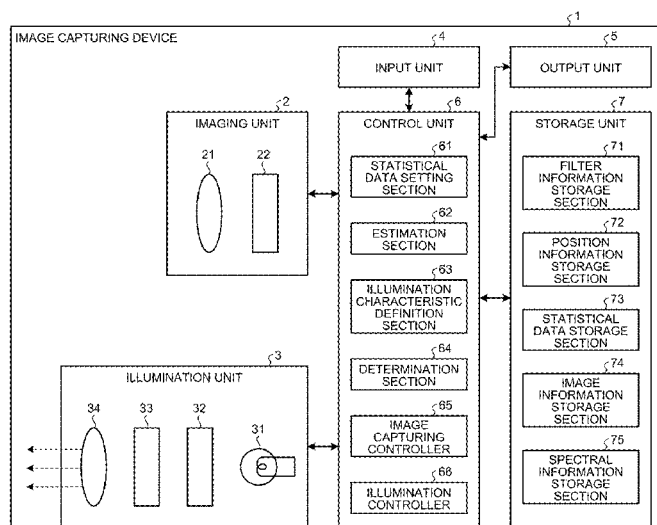 1
IMAGE CAPTURING DEVICE
4
INPUT UNIT
5
OUTPUT UNIT
2
IMAGING UNIT
21
22
6
CONTROL UNIT
61
STATISTICAL
DATA SETTING
SECTION
62
ESTIMATION
SECTION
63
ILLUMINATION
CHARACTERISTIC
DEFINITION
SECTION
64
DETERMINATION
SECTION
65
IMAGE
CAPTURING
CONTROLLER
66
ILLUMINATION
CONTROLLER
7
STORAGE UNIT
71
FILTER
INFORMATION
STORAGE
SECTION
72
POSITION
INFORMATION
STORAGE
SECTION
73
STATISTICAL
DATA STORAGE
SECTION
74
IMAGE
INFORMATION
STORAGE
SECTION
75
SPECTRAL
INFORMATION
STORAGE
SECTION
3
ILLUMINATION UNIT
34
33
32
31